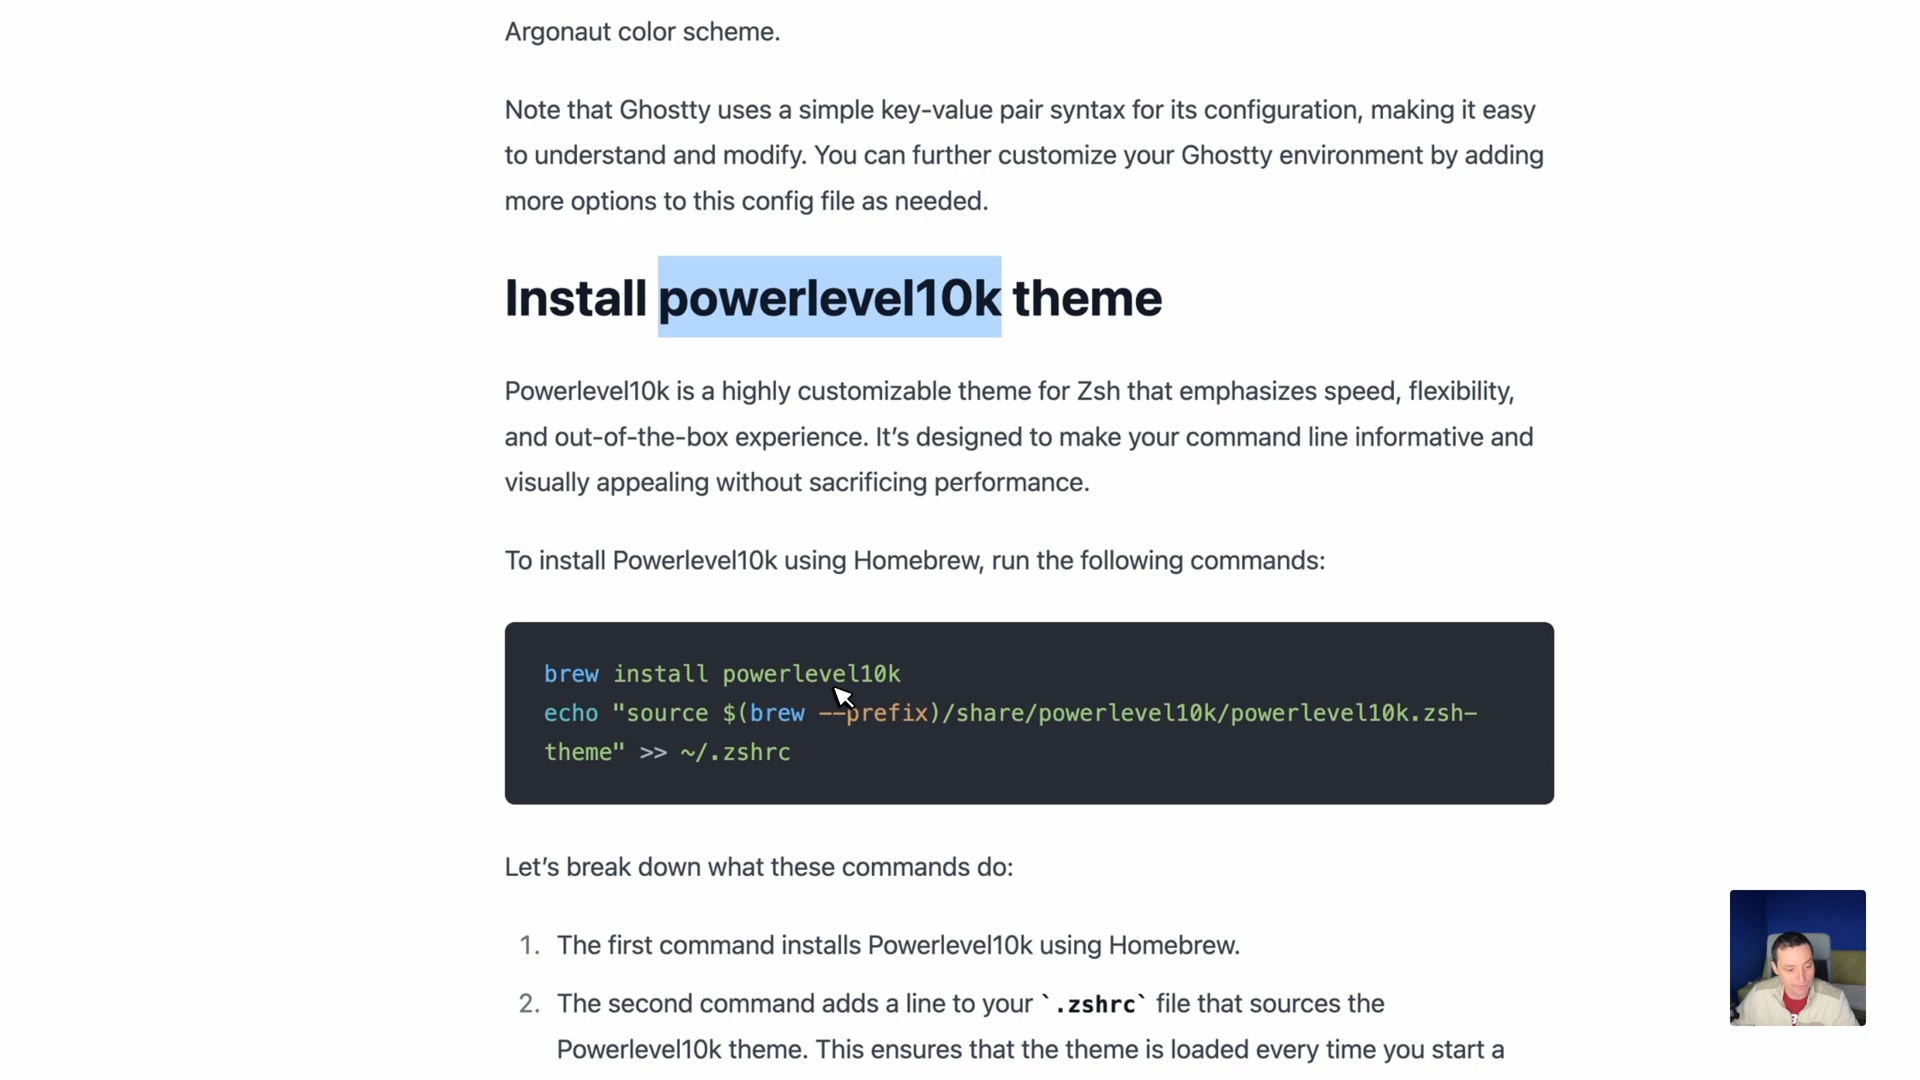 Argonaut color scheme.
Note that Ghostty uses a simple key-value pair syntax for its configuration, making it easy
to understand and modify. You can further customize your Ghostty environment by adding
more options to this config file as needed.
Install powerlevel10k theme
Powerlevel10k is a highly customizable theme for Zsh that emphasizes speed, flexibility,
and out-of-the-box experience. It’s designed to make your command line informative and
visually appealing without sacrificing performance.
To install Powerlevel10k using Homebrew, run the following commands:
brew install powerlevel10k
echo "source $(brew --prefix)/share/powerlevel10k/powerlevel10k.zsh-
theme" >> ~/.zshrc
Let’s break down what these commands do:
1. The first command installs Powerlevel10k using Homebrew.
2. The second command adds a line to your `.zshrc` file that sources the
Powerlevel10k theme. This ensures that the theme is loaded every time you start a